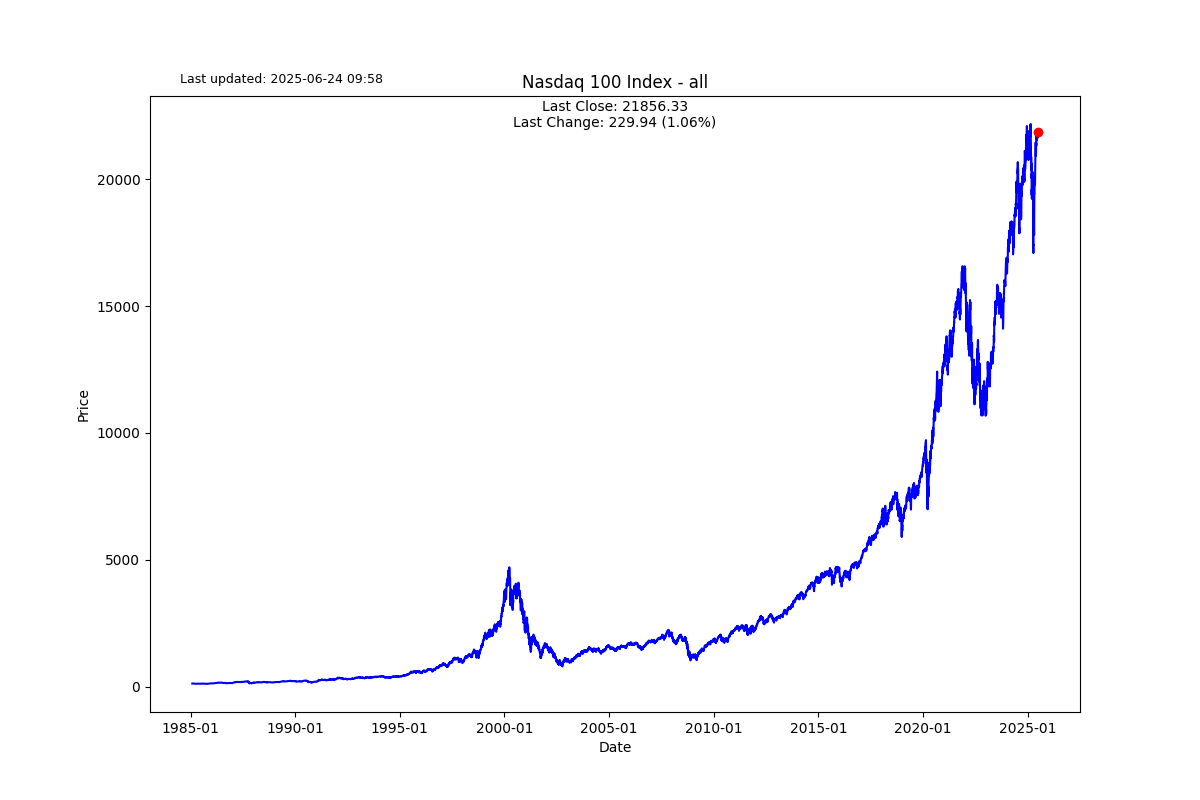 Last updated: 2025-06-24 09:58
Nasdaq 100 Index - all
Last Close: 21856.33
Last Change: 229.94 (1.06%)
20000
15000
10000
5000
0
Price
1985-01 1990-01 1995-01 2000-01 2005-01 2010-01 2015-01 2020-01 2025-01
Date